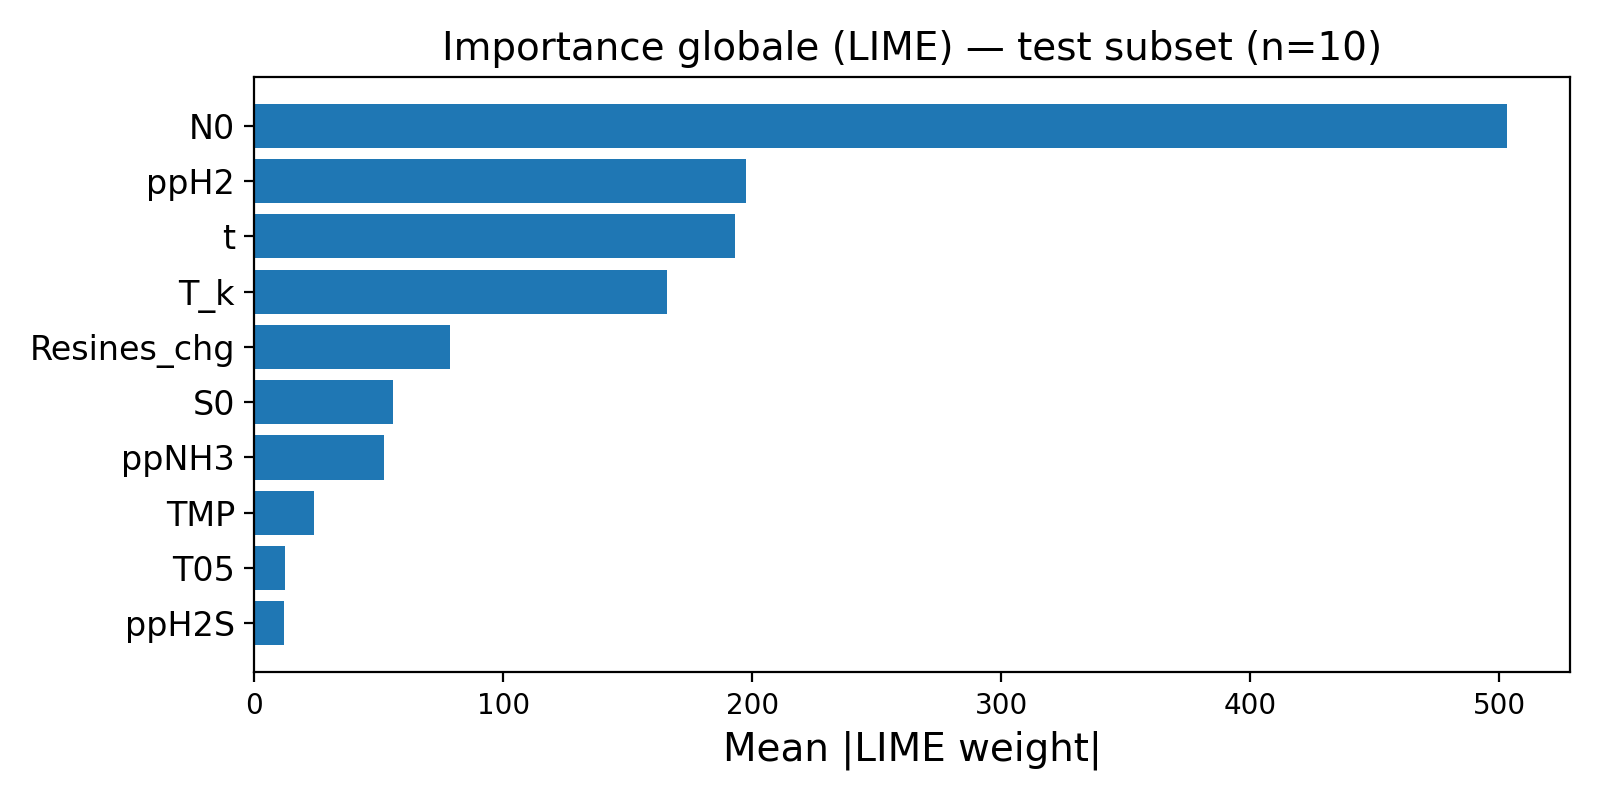 Importance globale (LIME) — test subset (n=10)
N0
ppH2
t
T_k
Resines_chg
S0
ppNH3
TMP
T05
ppH2S
0 100 200 300 400 500
Mean |LIME weight|